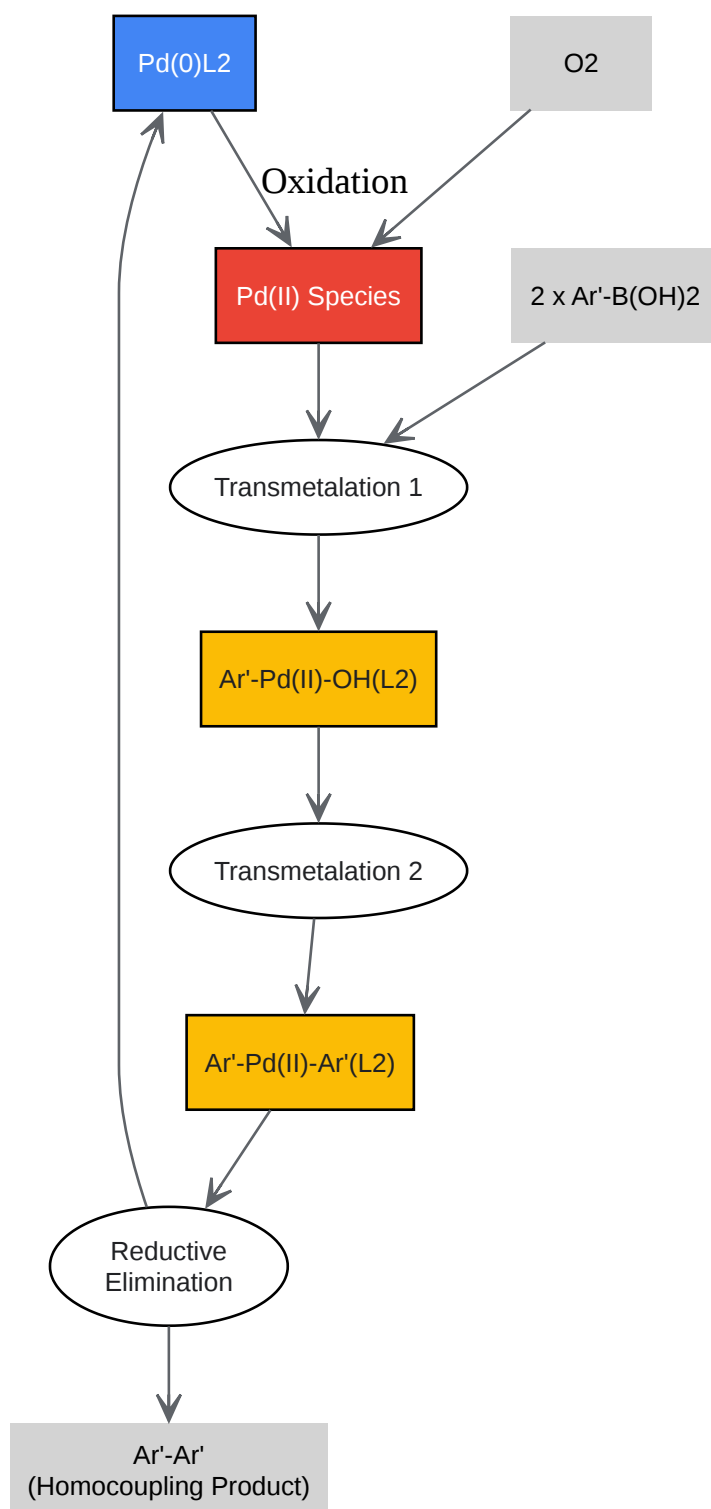 Pd(0)L2
O2
Oxidation
Pd(II) Species
2 x Ar'-B(OH)2
Transmetalation 1
Ar'-Pd(II)-OH(L2)
Transmetalation 2
Ar'-Pd(II)-Ar'(L2)
Reductive
Elimination
Ar'-Ar'
(Homocoupling Product)